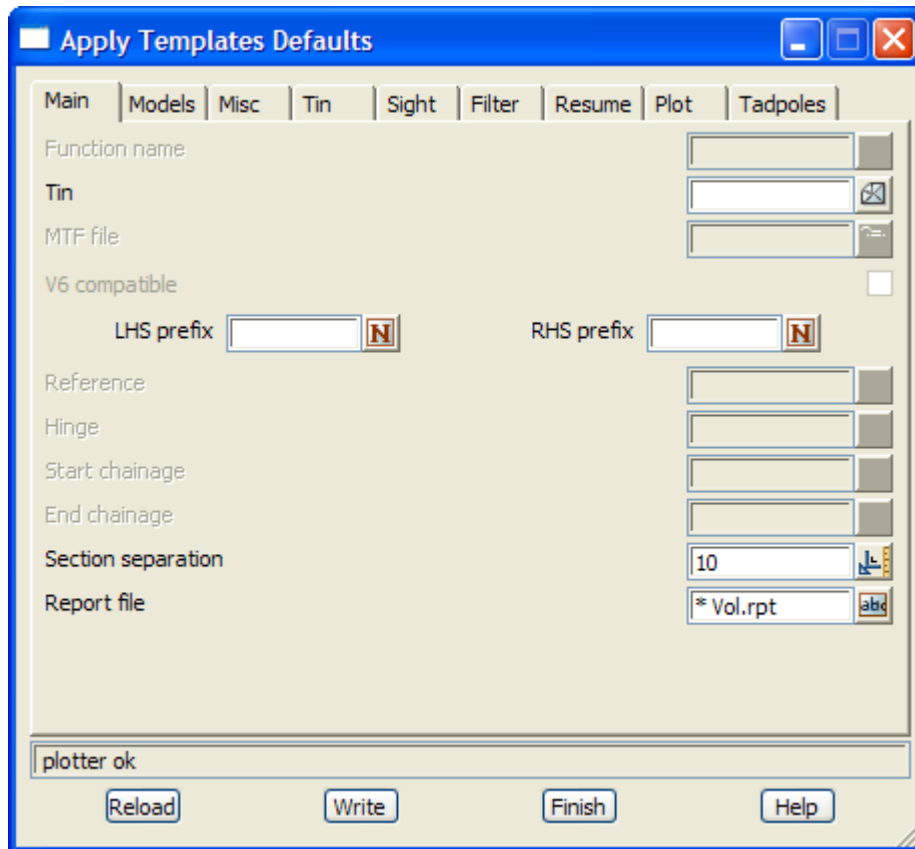 Apply Templates Defaults
Main Models Misc Tin Sight Filter Resume Plot Tadpoles
Function name
Tin
MTF file
V6 compatible
LHS prefix N RHS prefix N
Reference
Hinge
Start chainage
End chainage
Section separation 10
Report file * Vol.rpt abc
plotter ok
Reload Write Finish Help